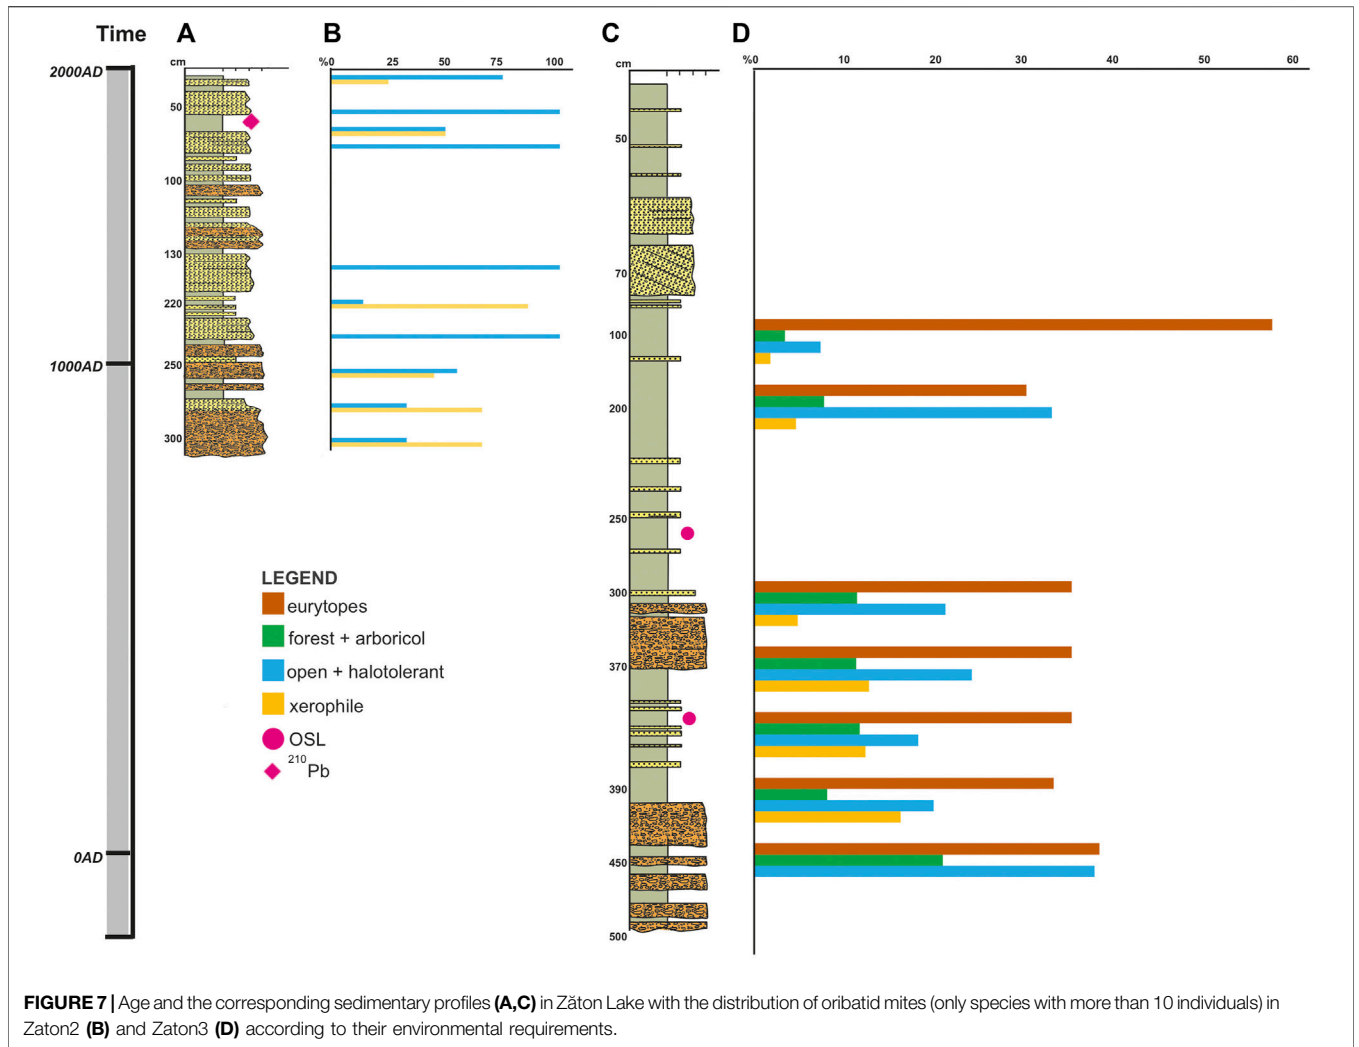 Time A B C D
2000AD
1000AD
0AD
cm
50
100
130
220
250
300
%0 25 50 75 100
cm
50
70
100
200
250
300
370
390
450
500
%0 10 20 30 40 50 60
LEGEND
eurytopes
forest + arboricol
open + halotolerant
xerophile
OSL
210Pb
FIGURE 7 | Age and the corresponding sedimentary profiles (A,C) in Zăton Lake with the distribution of oribatid mites (only species with more than 10 individuals) in
Zaton2 (B) and Zaton3 (D) according to their environmental requirements.